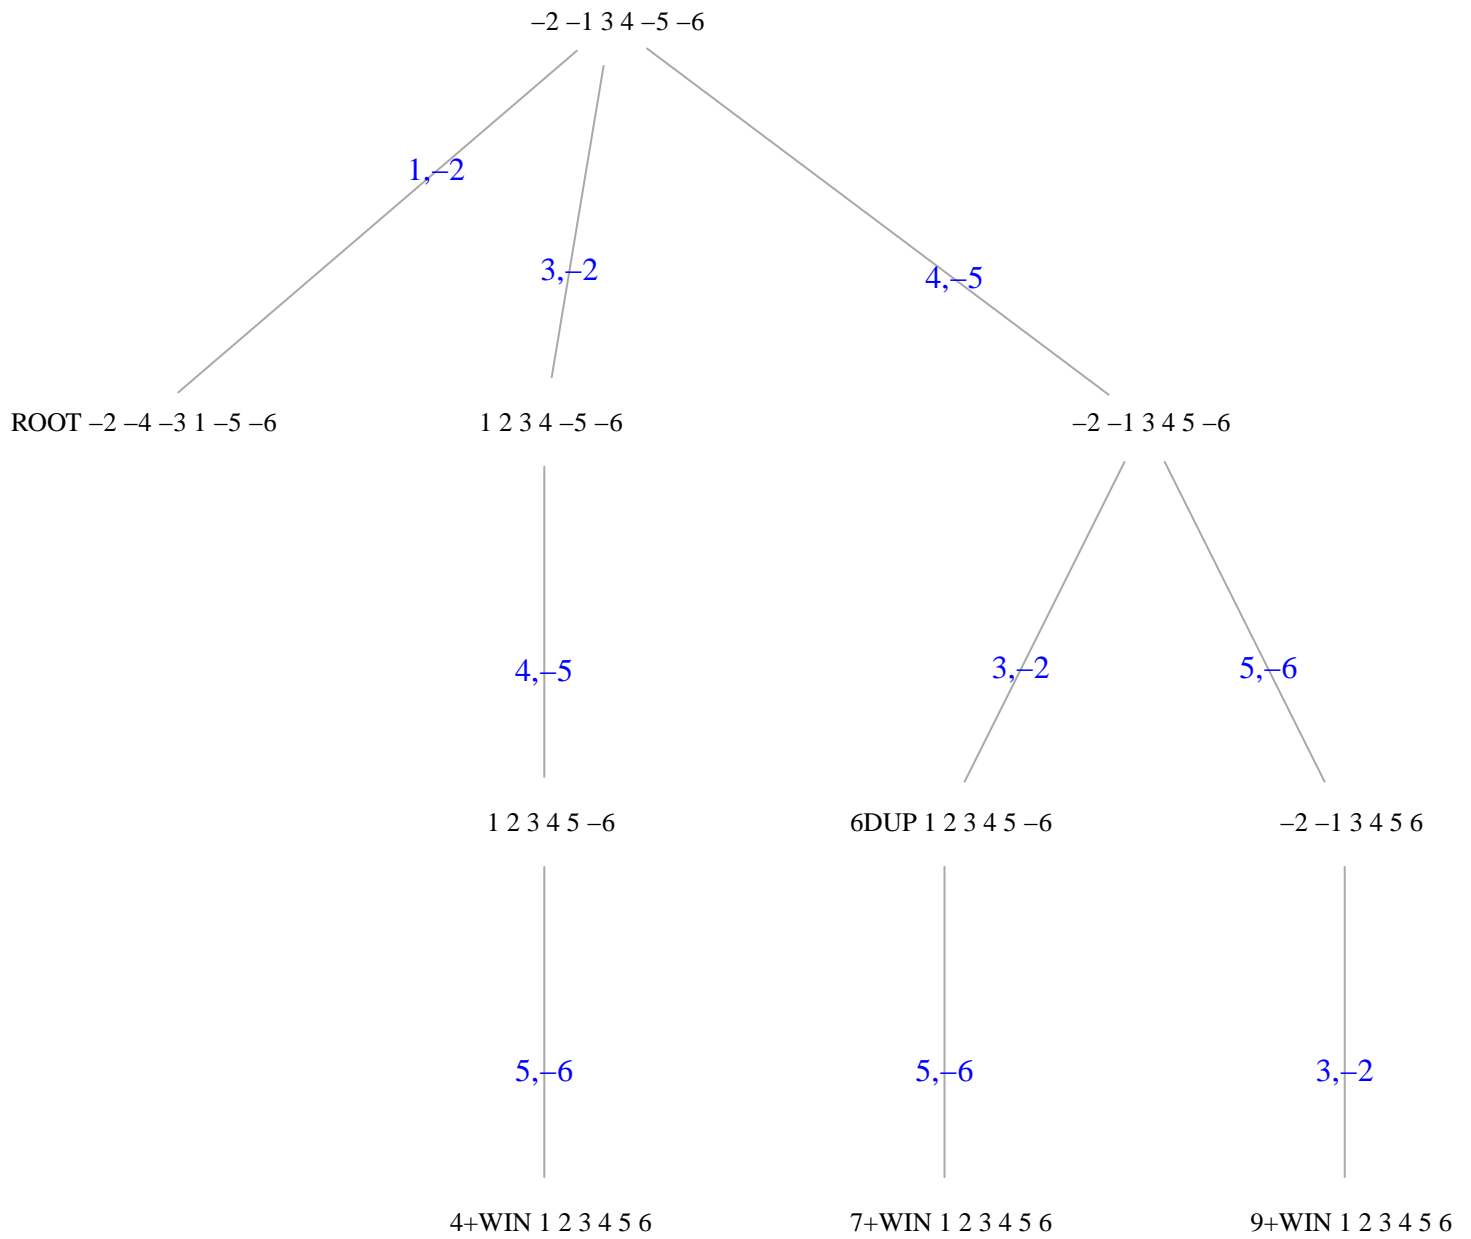 –2 –1 3 4 –5 –6
1,–2
3,–2
4,–5
ROOT –2 –4 –3 1 –5 –6
1 2 3 4 –5 –6
–2 –1 3 4 5 –6
4,–5
3,–2
5,–6
1 2 3 4 5 –6
6DUP 1 2 3 4 5 –6
–2 –1 3 4 5 6
5,–6
5,–6
3,–2
4+WIN 1 2 3 4 5 6
7+WIN 1 2 3 4 5 6
9+WIN 1 2 3 4 5 6